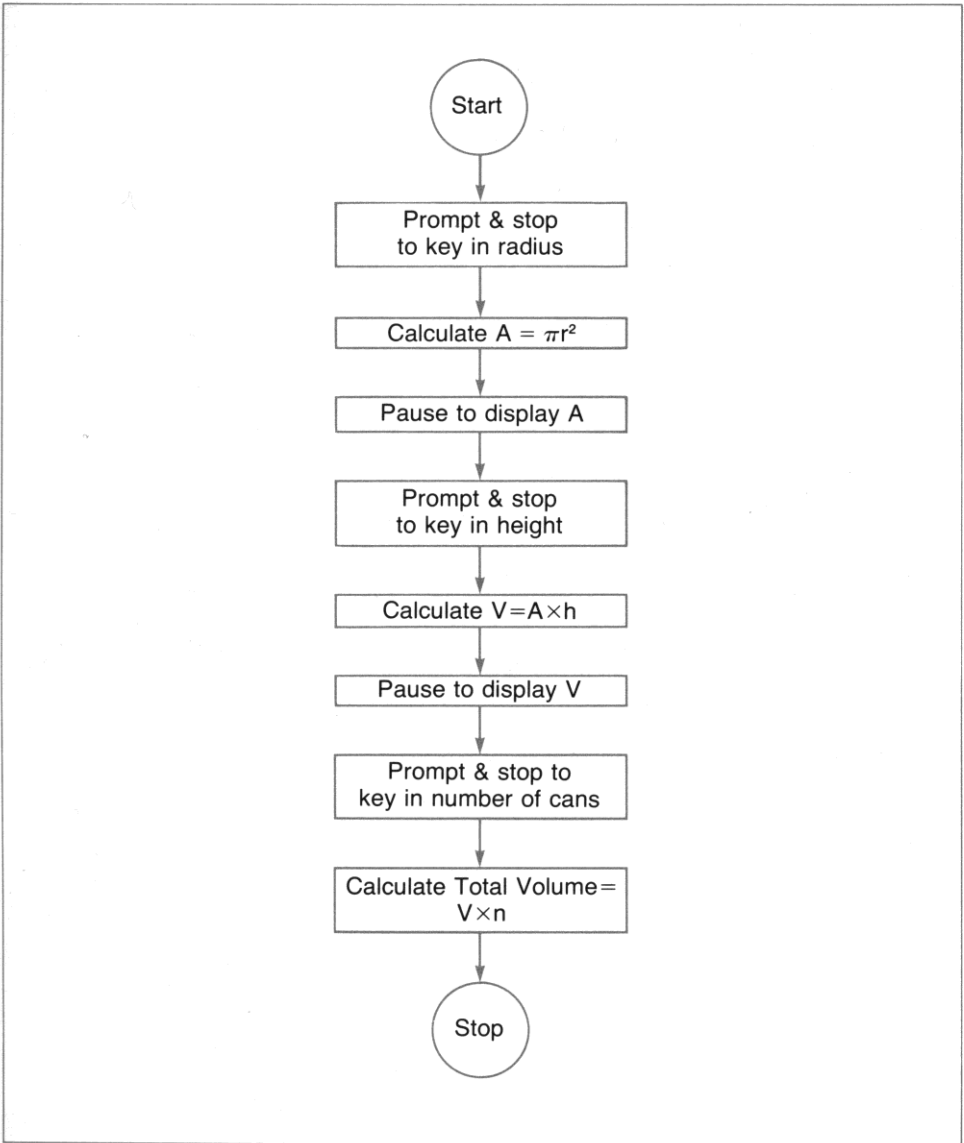 Start
Prompt & stop
to key in radius
Calculate A = πr²
Pause to display A
Prompt & stop
to key in height
Calculate V=A×h
Pause to display V
Prompt & stop to
key in number of cans
Calculate Total Volume=
V×n
Stop